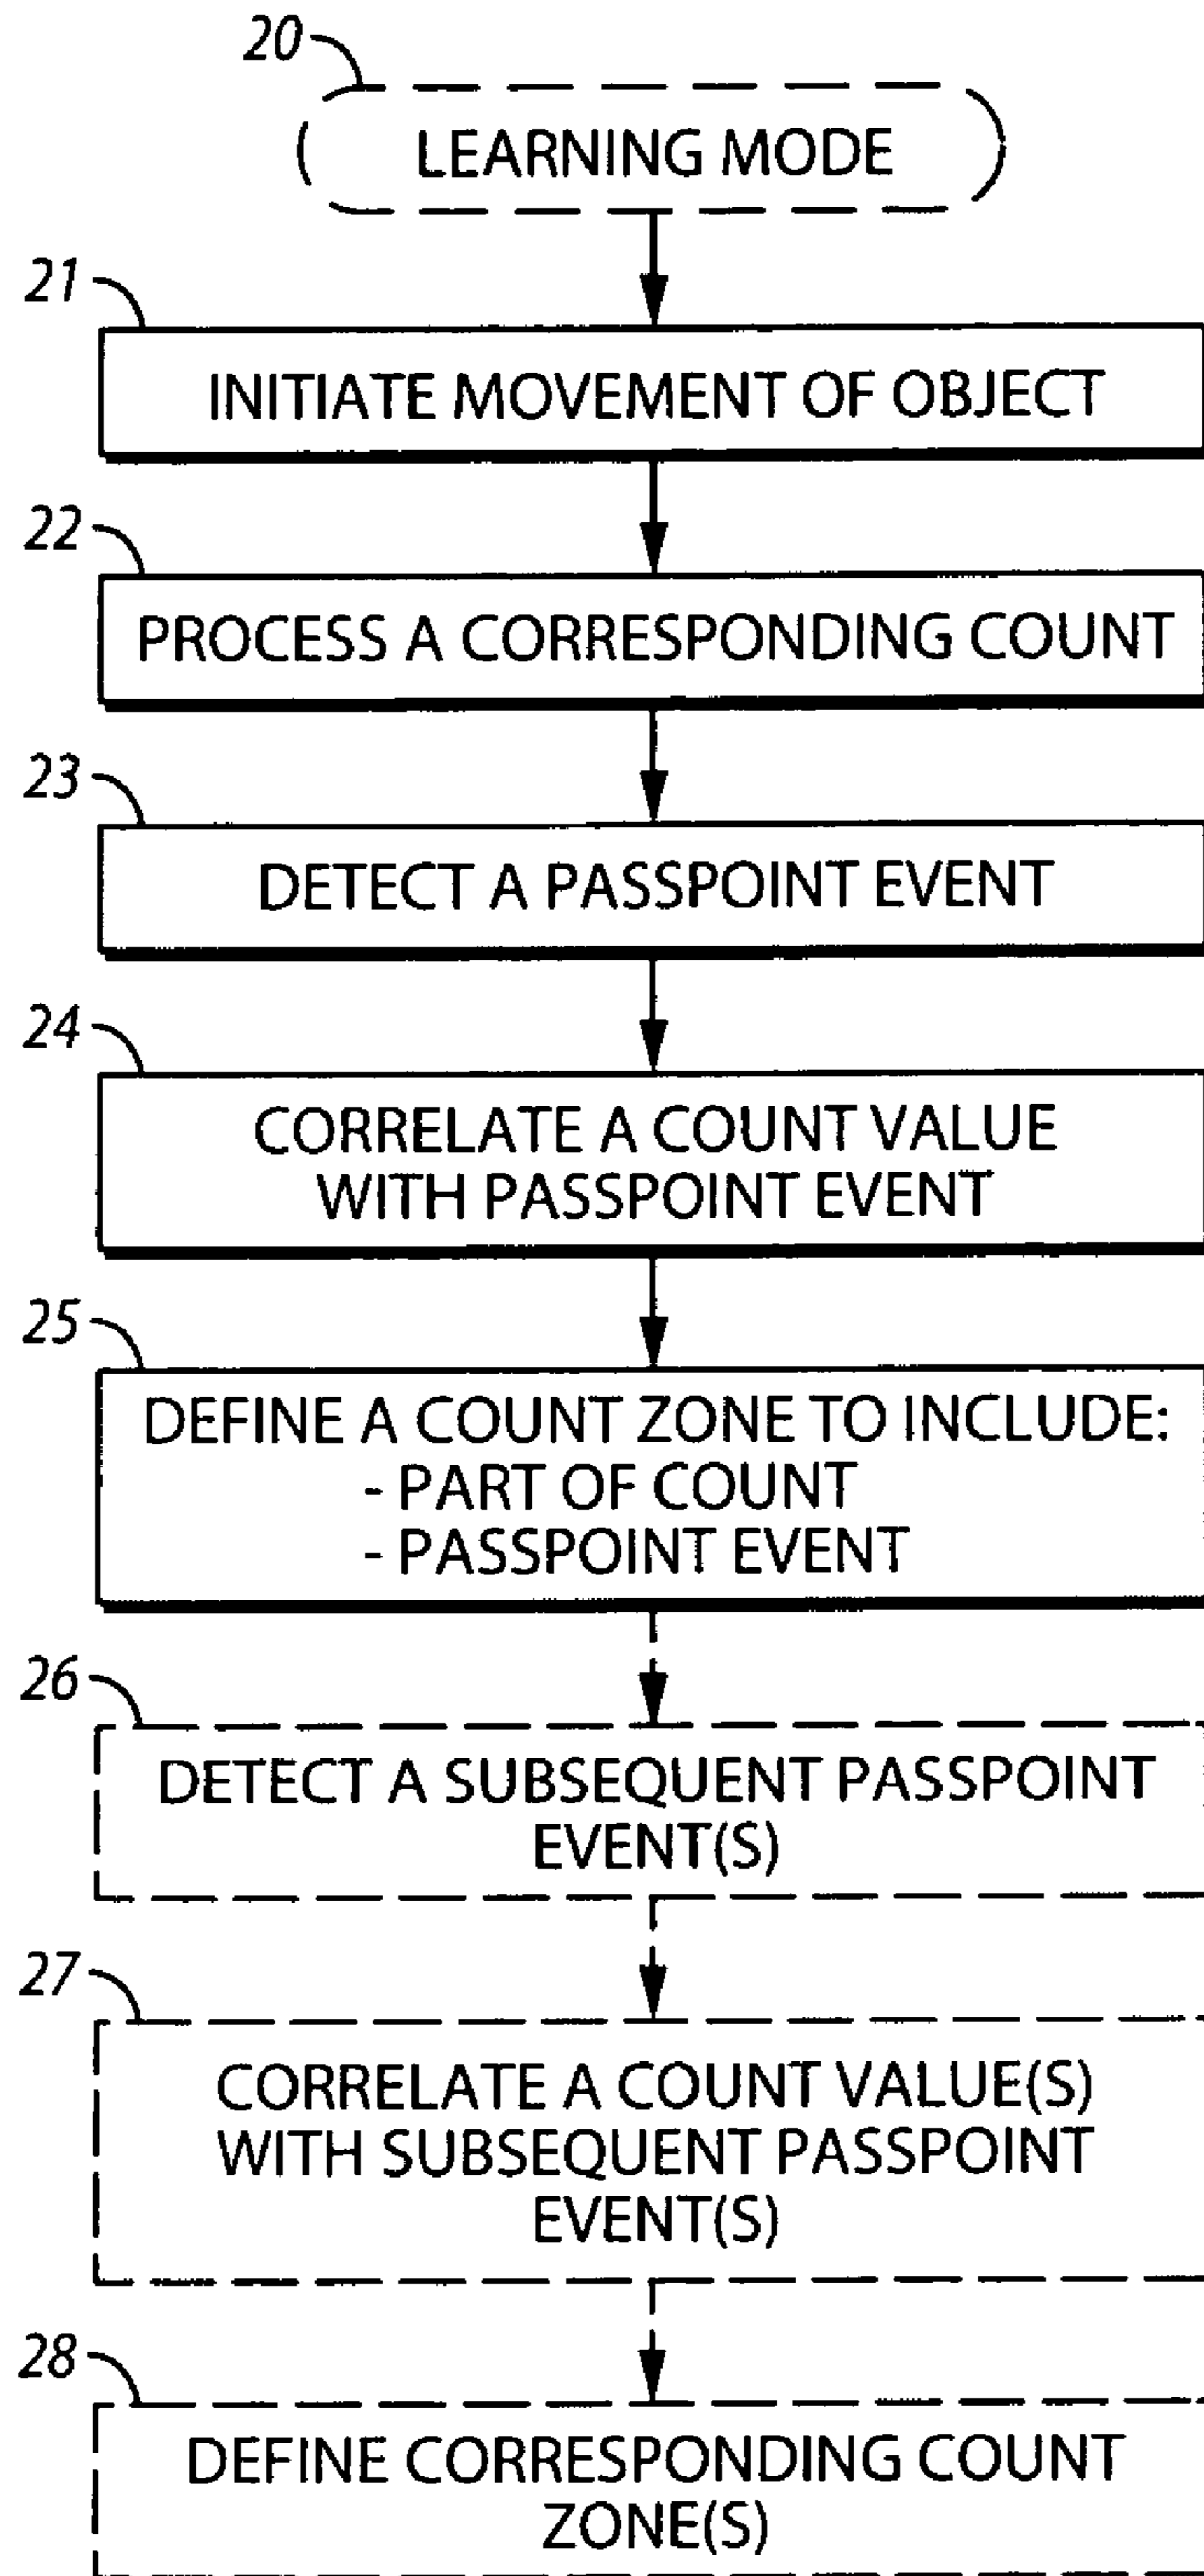 20
LEARNING MODE
21
INITIATE MOVEMENT OF OBJECT
22
PROCESS A CORRESPONDING COUNT
23
DETECT A PASSPOINT EVENT
24
CORRELATE A COUNT VALUE
WITH PASSPOINT EVENT
25
DEFINE A COUNT ZONE TO INCLUDE:
- PART OF COUNT
- PASSPOINT EVENT
26
DETECT A SUBSEQUENT PASSPOINT
EVENT(S)
27
CORRELATE A COUNT VALUE(S)
WITH SUBSEQUENT PASSPOINT
EVENT(S)
28
DEFINE CORRESPONDING COUNT
ZONE(S)